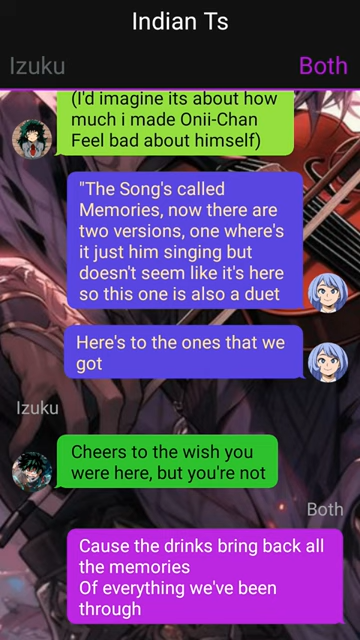 Indian Ts
Izuku
Both
(I'd imagine its about how
much i made Onii-Chan
Feel bad about himself)
"The Song's called
Memories, now there are
two versions, one where's
it just him singing but
doesn't seem like it's here
so this one is also a duet
Here's to the ones that we
got
Izuku
Cheers to the wish you
were here, but you're not
Both
Cause the drinks bring back all
the memories
Of everything we've been
through